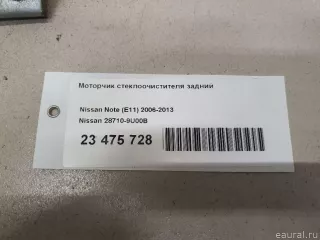 Моторчик стеклоочистителя задний
Nissan Note (E11) 2006-2013
Nissan 28710-9U00B
23 475 728
eaural.ru